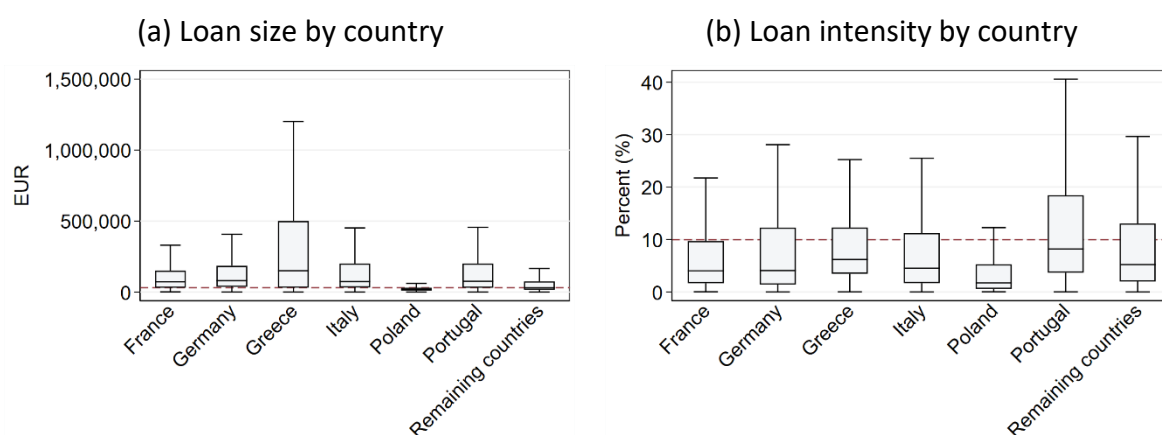 (a) Loan size by country
EUR
1,500,000
1,000,000
500,000
0
France
Germany
Greece
Italy
Poland
Portugal
Remaining countries
(b) Loan intensity by country
Percent (%)
40
30
20
10
0
France
Germany
Greece
Italy
Poland
Portugal
Remaining countries